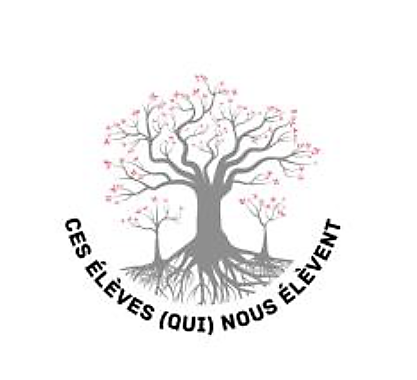 CES ÉLÈVES (QUI) NOUS ÉLÈVENT